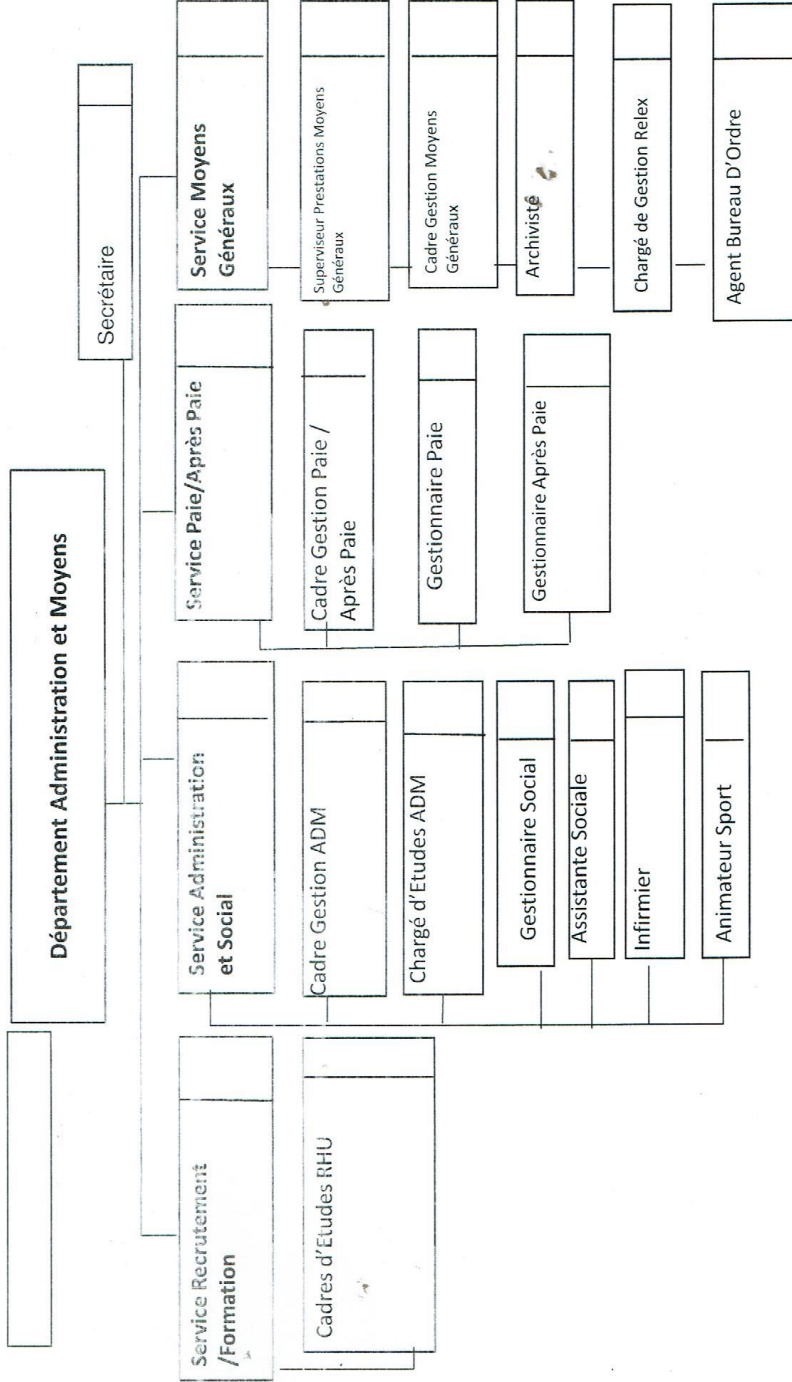 Département Administration et Moyens
Secrétaire
Service Recrutement
/Formation
Cadres d'Etudes RHU
Service Administration
et Social
Cadre Gestion ADM
Chargé d'Etudes ADM
Gestionnaire Social
Assistante Sociale
Infirmier
Animateur Sport
Service Paie/Après Paie
Cadre Gestion Paie /
Après Paie
Gestionnaire Paie
Gestionnaire Après Paie
Service Moyens
Généraux
Superviseur Prestations Moyens
Généraux
Cadre Gestion Moyens
Généraux
Archiviste
Chargé de Gestion Relex
Agent Bureau D'Ordre